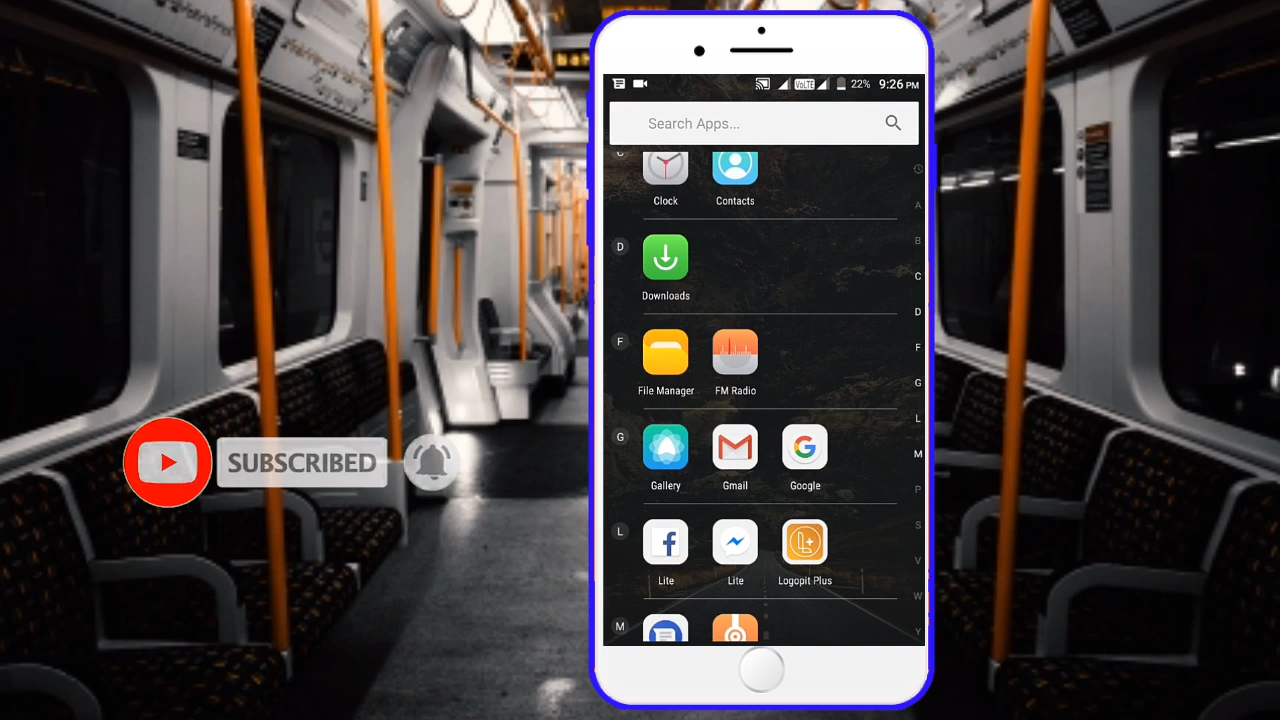 VoLTE 22% 9:26 PM
Search Apps...
Clock Contacts
A
D
B
C
Downloads
D
F
F
File Manager FM Radio
G
L
G
M
Gallery Gmail Google
P
S
L
V
Lite Lite Logopit Plus
W
M
Y
SUBSCRIBED